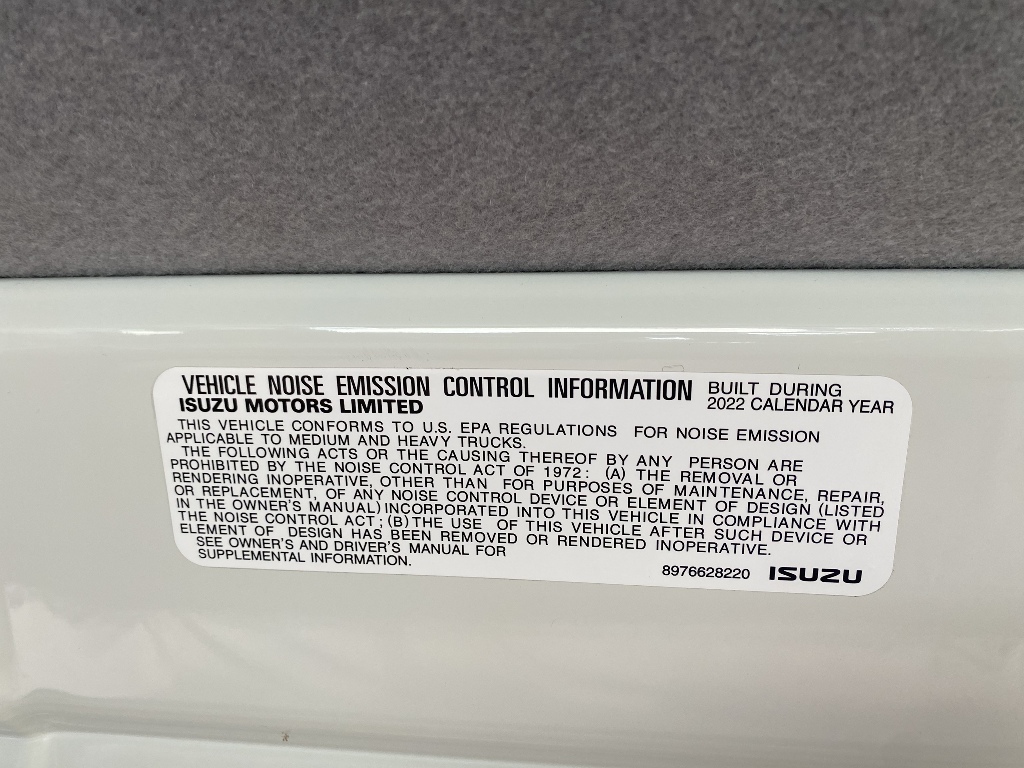 VEHICLE NOISE EMISSION CONTROL INFORMATION BUILT DURING
ISUZU MOTORS LIMITED 2022 CALENDAR YEAR
THIS VEHICLE CONFORMS TO U.S. EPA REGULATIONS FOR NOISE EMISSION
APPLICABLE TO MEDIUM AND HEAVY TRUCKS.
THE FOLLOWING ACTS OR THE CAUSING THEREOF BY ANY PERSON ARE
PROHIBITED BY THE NOISE CONTROL ACT OF 1972: (A) THE REMOVAL OR
RENDERING INOPERATIVE, OTHER THAN FOR PURPOSES OF MAINTENANCE, REPAIR,
OR REPLACEMENT, OF ANY NOISE CONTROL DEVICE OR ELEMENT OF DESIGN (LISTED
IN THE OWNER'S MANUAL) INCORPORATED INTO THIS VEHICLE IN COMPLIANCE WITH
THE NOISE CONTROL ACT; (B) THE USE OF THIS VEHICLE AFTER SUCH DEVICE OR
ELEMENT OF DESIGN HAS BEEN REMOVED OR RENDERED INOPERATIVE.
SEE OWNER'S AND DRIVER'S MANUAL FOR
SUPPLEMENTAL INFORMATION.
8976628220 ISUZU